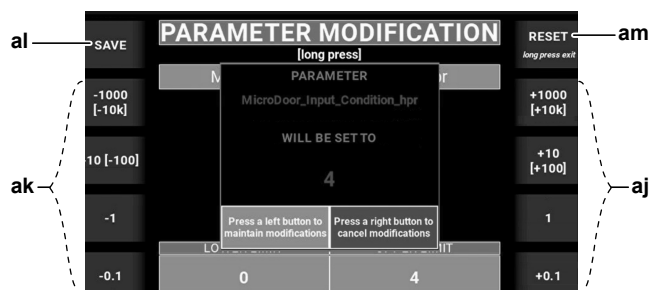 al
SAVE
PARAMETER MODIFICATION
[long press]
RESET
long press exit
am
PARAMETER
MicroDoor_Input_Condition_hpr
WILL BE SET TO
4
Press a left button to
maintain modifications
Press a right button to
cancel modifications
ak
-1000
[-10k]
-10 [-100]
-1
-0.1
0
4
+1000
[+10k]
+10
[+100]
1
+0.1
aj